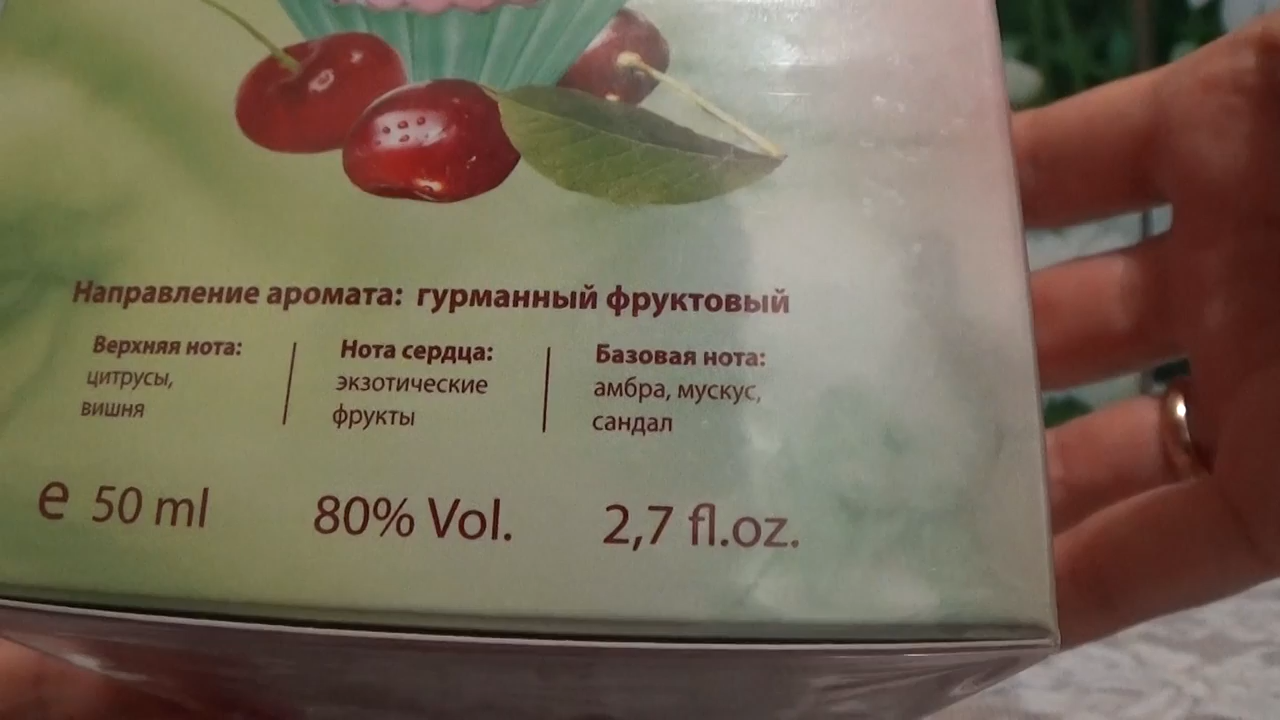 Направление аромата: гурманный фруктовый
Верхняя нота:
цитрусы,
вишня
Нота сердца:
экзотические
фрукты
Базовая нота:
амбра, мускус,
сандал
e 50 ml 80% Vol. 2,7 fl.oz.